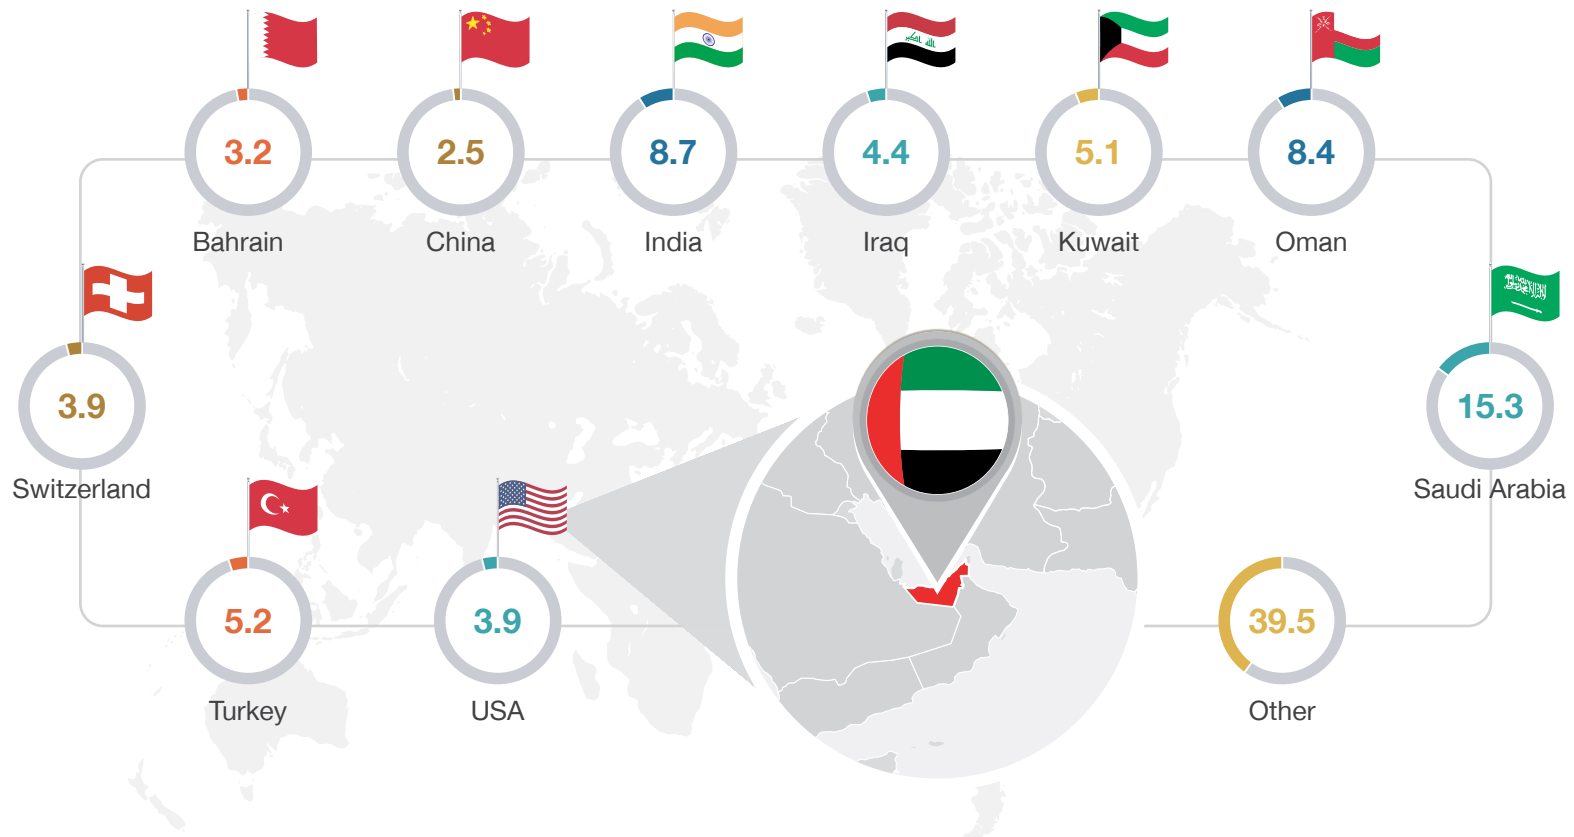 3.2
Bahrain
2.5
China
8.7
India
4.4
Iraq
5.1
Kuwait
8.4
Oman
3.9
Switzerland
15.3
Saudi Arabia
5.2
Turkey
3.9
USA
39.5
Other